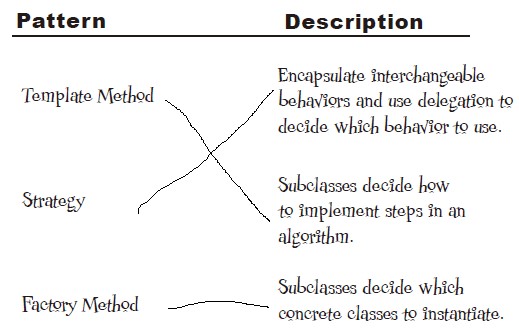 Pattern Description
Template Method
Encapsulate interchangeable
behaviors and use delegation to
decide which behavior to use.
Strategy
Subclasses decide how
to implement steps in an
algorithm.
Factory Method
Subclasses decide which
concrete classes to instantiate.